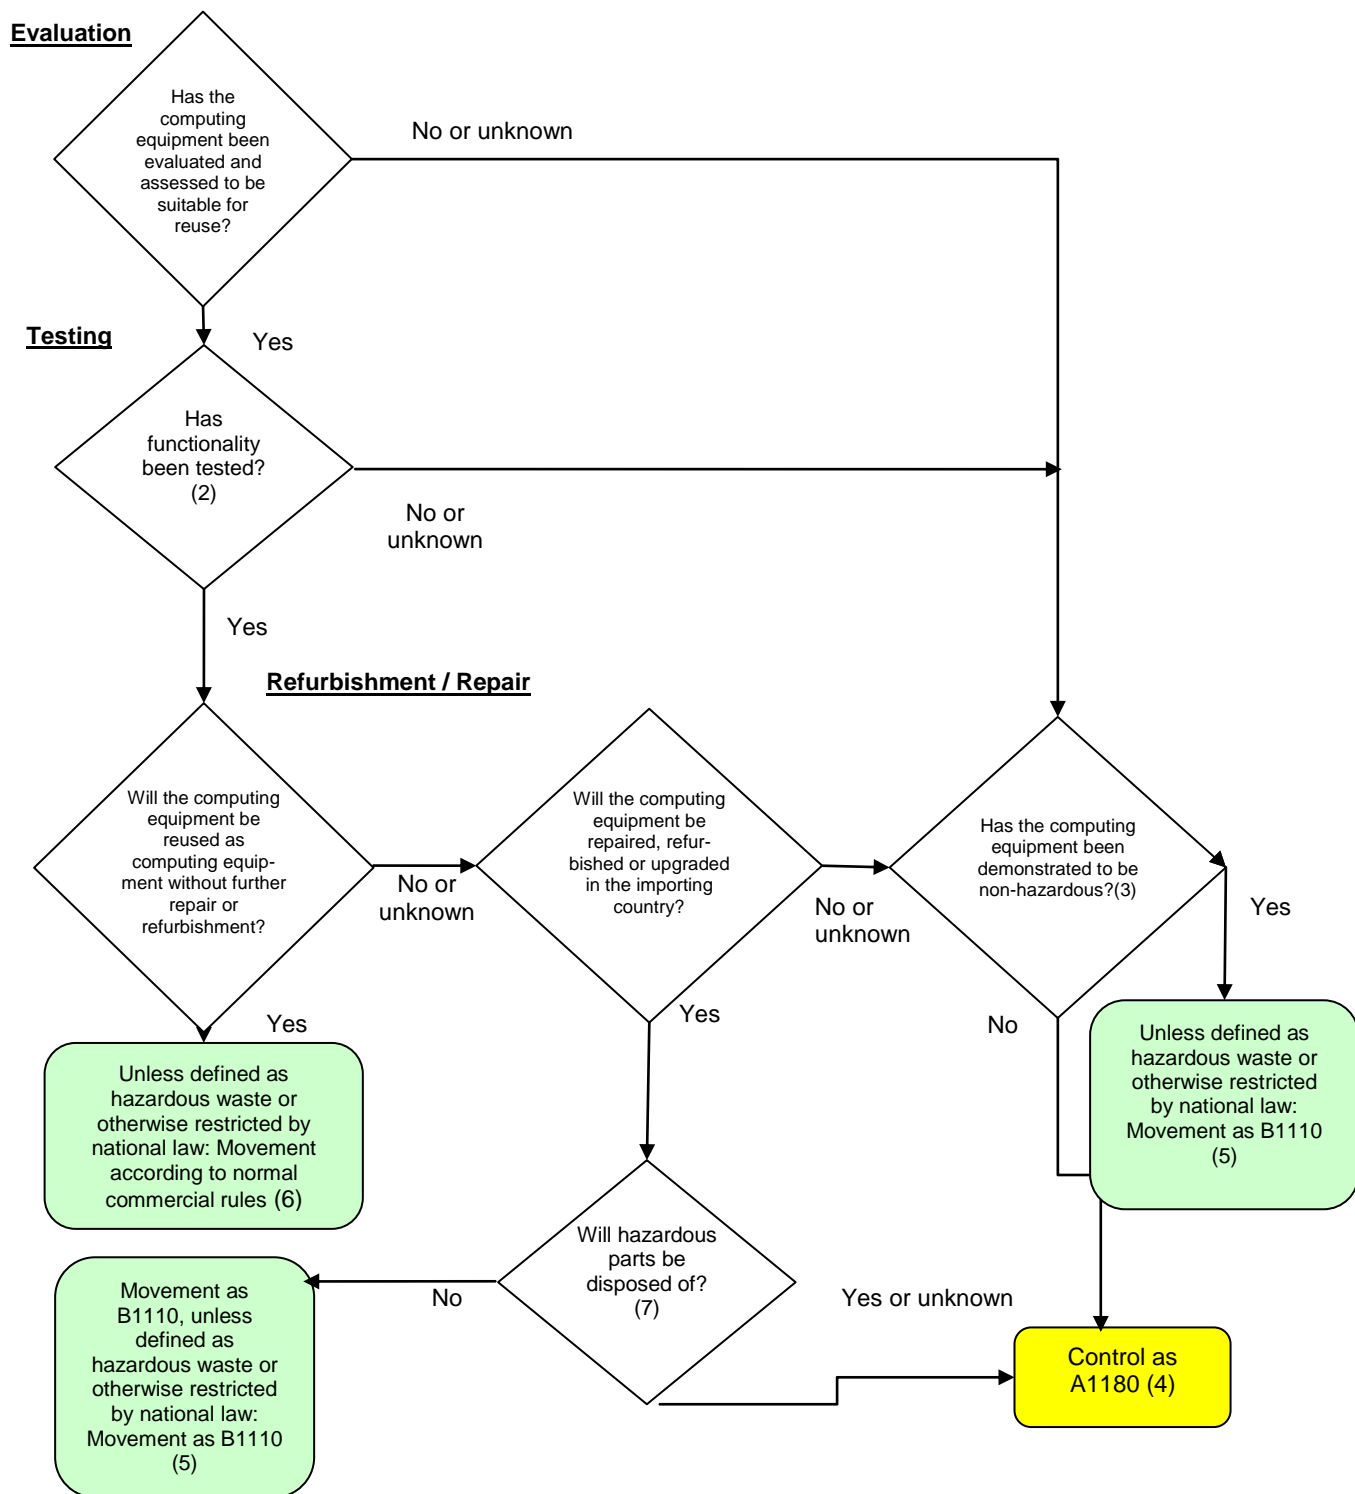 Evaluation
Has the
computing
equipment been
evaluated and
assessed to be
suitable for
reuse?
No or unknown
Yes
Testing
Has
functionality
been tested?
(2)
No or
unknown
Yes
Refurbishment / Repair
Will the computing
equipment be
reused as
computing equip-
ment without further
repair or
refurbishment?
No or
unknown
Will the computing
equipment be
repaired, refur-
bished or upgraded
in the importing
country?
No or
unknown
Has the computing
equipment been
demonstrated to be
non-hazardous?(3)
Yes
Yes
Yes
No
Unless defined as
hazardous waste or
otherwise restricted by
national law: Movement
according to normal
commercial rules (6)
Unless defined as
hazardous waste or
otherwise restricted
by national law:
Movement as B1110
(5)
Will hazardous
parts be
disposed of?
(7)
No
Yes or unknown
Movement as
B1110, unless
defined as
hazardous waste or
otherwise restricted
by national law:
Movement as B1110
(5)
Control as
A1180 (4)